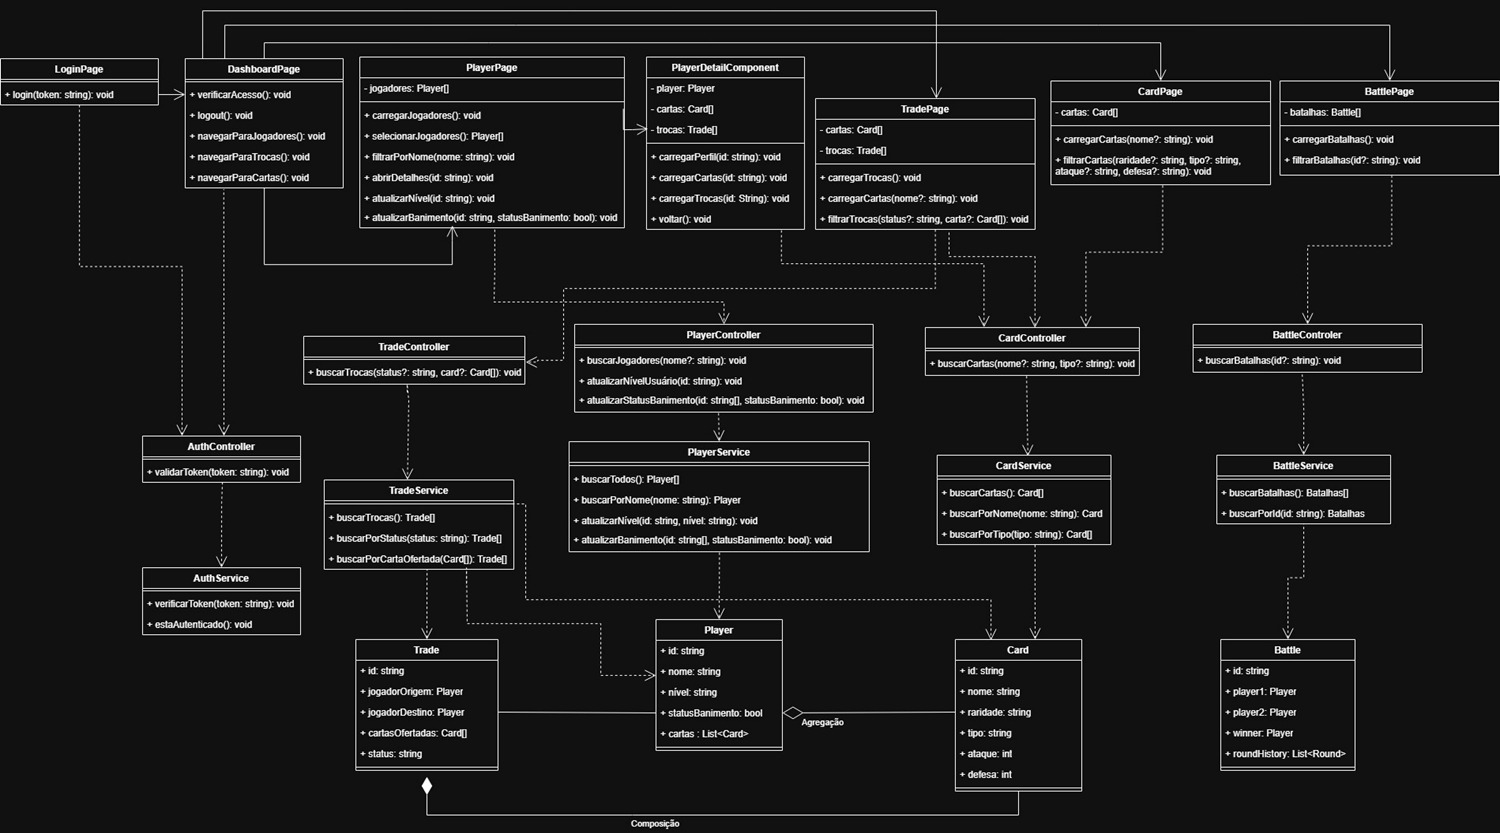 LoginPage
+ login(token: string): void
DashboardPage
+ verificarAcesso(): void
+ logout(): void
+ navegarParaJogadores(): void
+ navegarParaTrocas(): void
+ navegarParaCartas(): void
PlayerPage
- jogadores: Player[]
+ carregarJogadores(): void
+ selecionarJogadores(): Player[]
+ filtrarPorNome(nome: string): void
+ abrirDetalhes(id: string): void
+ atualizarNível(id: string): void
+ atualizarBanimento(id: string, statusBanimento: bool): void
PlayerDetailComponent
- player: Player
- cartas: Card[]
- trocas: Trade[]
+ carregarPerfil(id: string): void
+ carregarCartas(id: string): void
+ carregarTrocas(id: String): void
+ voltar(): void
TradePage
- cartas: Card[]
- trocas: Trade[]
+ carregarTrocas(): void
+ carregarCartas(nome?: string): void
+ filtrarTrocas(status?: string, carta?: Card[]): void
CardPage
- cartas: Card[]
+ carregarCartas(nome?: string): void
+ filtrarCartas(raridade?: string, tipo?: string,
ataque?: string, defesa?: string): void
BattlePage
- batalhas: Battle[]
+ carregarBatalhas(): void
+ filtrarBatalhas(id?: string): void
TradeController
+ buscarTrocas(status?: string, card?: Card[]): void
PlayerController
+ buscarJogadores(nome?: string): void
+ atualizarNívelUsuário(id: string): void
+ atualizarStatusBanimento(id: string[], statusBanimento: bool): void
CardController
+ buscarCartas(nome?: string, tipo?: string): void
BattleControler
+ buscarBatalhas(id?: string): void
AuthController
+ validarToken(token: string): void
TradeService
+ buscarTrocas(): Trade[]
+ buscarPorStatus(status: string): Trade[]
+ buscarPorCartaOfertada(Card[]): Trade[]
PlayerService
+ buscarTodos(): Player[]
+ buscarPorNome(nome: string): Player
+ atualizarNível(id: string, nível: string): void
+ atualizarBanimento(id: string[], statusBanimento: bool): void
CardService
+ buscarCartas(): Card[]
+ buscarPorNome(nome: string): Card
+ buscarPorTipo(tipo: string): Card[]
BattleService
+ buscarBatalhas(): Batalhas[]
+ buscarPorId(id: string): Batalhas
AuthService
+ verificarToken(token: string): void
+ estaAutenticado(): void
Trade
+ id: string
+ jogadorOrigem: Player
+ jogadorDestino: Player
+ cartasOfertadas: Card[]
+ status: string
Player
+ id: string
+ nome: string
+ nível: string
+ statusBanimento: bool
+ cartas : List<Card>
Agregação
Card
+ id: string
+ nome: string
+ raridade: string
+ tipo: string
+ ataque: int
+ defesa: int
Battle
+ id: string
+ player1: Player
+ player2: Player
+ winner: Player
+ roundHistory: List<Round>
Composição